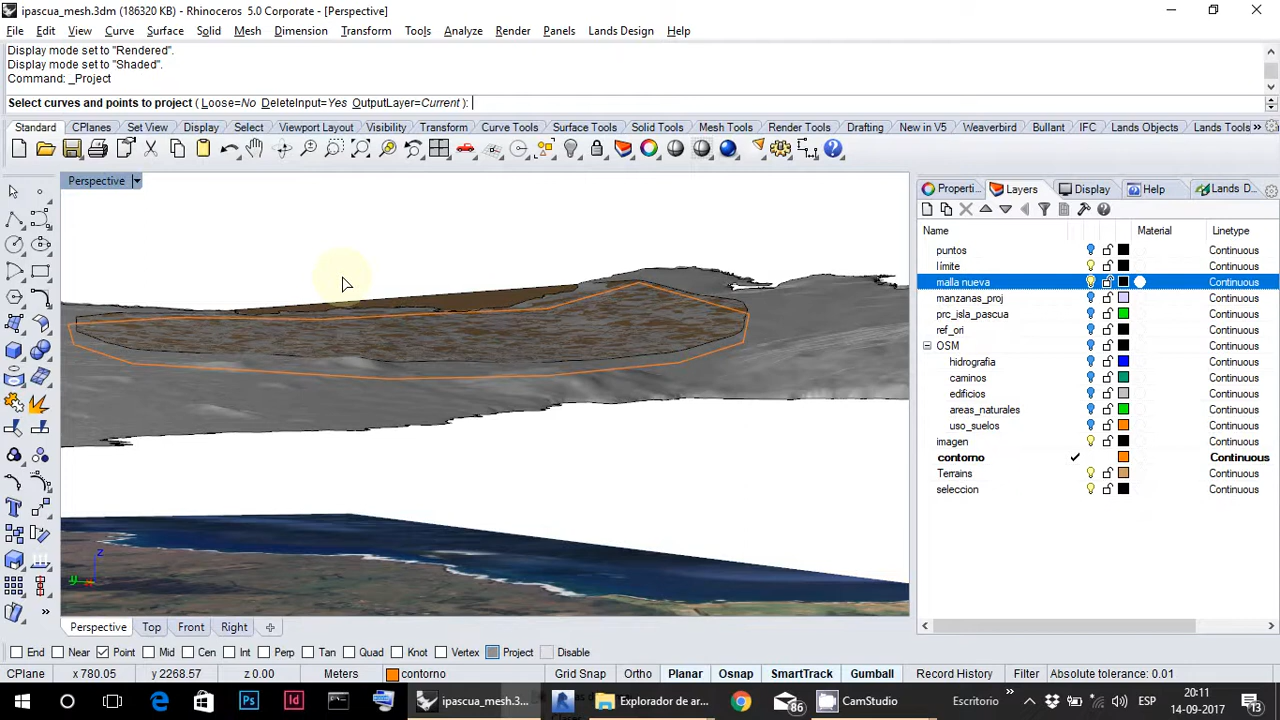 ipascua_mesh.3dm (186320 KB) - Rhinoceros 5.0 Corporate - [Perspective]
File Edit View Curve Surface Solid Mesh Dimension Transform Tools Analyze Render Panels Lands Design Help
Display mode set to "Rendered".
Display mode set to "Shaded".
Command: _Project
Select curves and points to project ( Loose=No DeleteInput=Yes OutputLayer=Current ):
Standard CPlanes Set View Display Select Viewport Layout Visibility Transform Curve Tools Surface Tools Solid Tools Mesh Tools Render Tools Drafting New in V5 Weaverbird Bullant IFC Lands Objects Lands Tools
Perspective
Properti... Layers Display Help Lands D...
Name Material Linetype
puntos Continuous
límite Continuous
malla nueva Continuous
manzanas_proj Continuous
prc_isla_pascua Continuous
ref_ori Continuous
OSM Continuous
hidrografia Continuous
caminos Continuous
edificios Continuous
areas_naturales Continuous
uso_suelos Continuous
imagen Continuous
contorno Continuous
Terrains Continuous
seleccion Continuous
z
y
Perspective Top Front Right
End Near Point Mid Cen Int Perp Tan Quad Knot Vertex Project Disable
CPlane x 780.05 y 2268.57 z 0.00 Meters contorno Grid Snap Ortho Planar Osnap SmartTrack Gumball Record History Filter Absolute tolerance: 0.01
ipascua_mesh.3d... Explorador de ar... 86 CamStudio Escritorio 20:11
14-09-2017 13